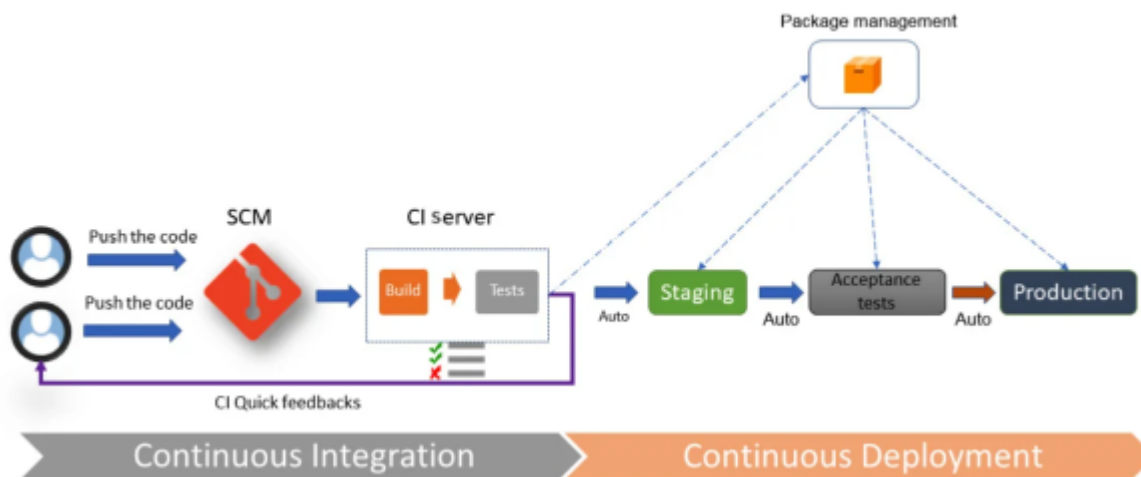 Package management
SCM
CI server
Push the code
Push the code
Build
Tests
Auto
Staging
Auto
Acceptance
tests
Auto
Production
CI Quick feedbacks
Continuous Integration
Continuous Deployment